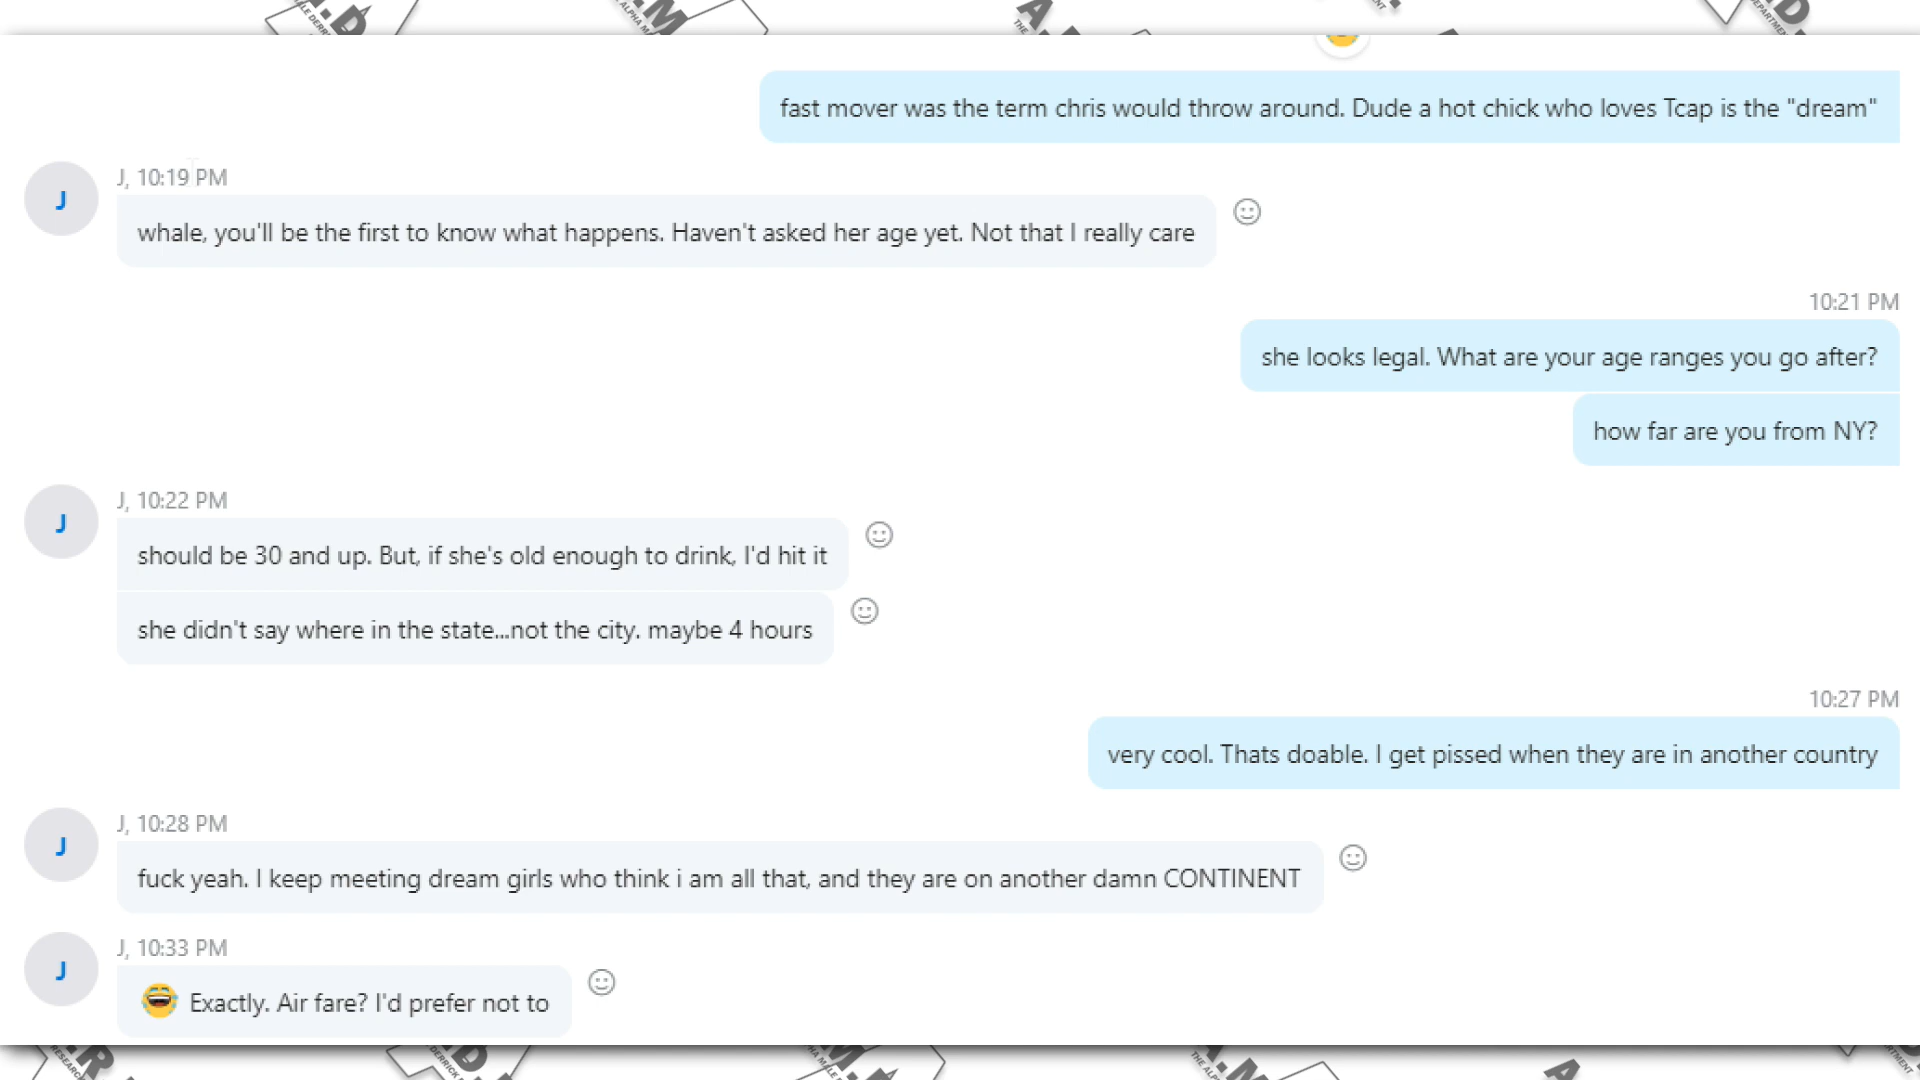 fast mover was the term chris would throw around. Dude a hot chick who loves Tcap is the "dream"
J, 10:19 PM
J
whale, you'll be the first to know what happens. Haven't asked her age yet. Not that I really care
10:21 PM
she looks legal. What are your age ranges you go after?
how far are you from NY?
J, 10:22 PM
J
should be 30 and up. But, if she's old enough to drink, I'd hit it
she didn't say where in the state...not the city. maybe 4 hours
10:27 PM
very cool. Thats doable. I get pissed when they are in another country
J, 10:28 PM
J
fuck yeah. I keep meeting dream girls who think i am all that, and they are on another damn CONTINENT
J, 10:33 PM
J
Exactly. Air fare? I'd prefer not to